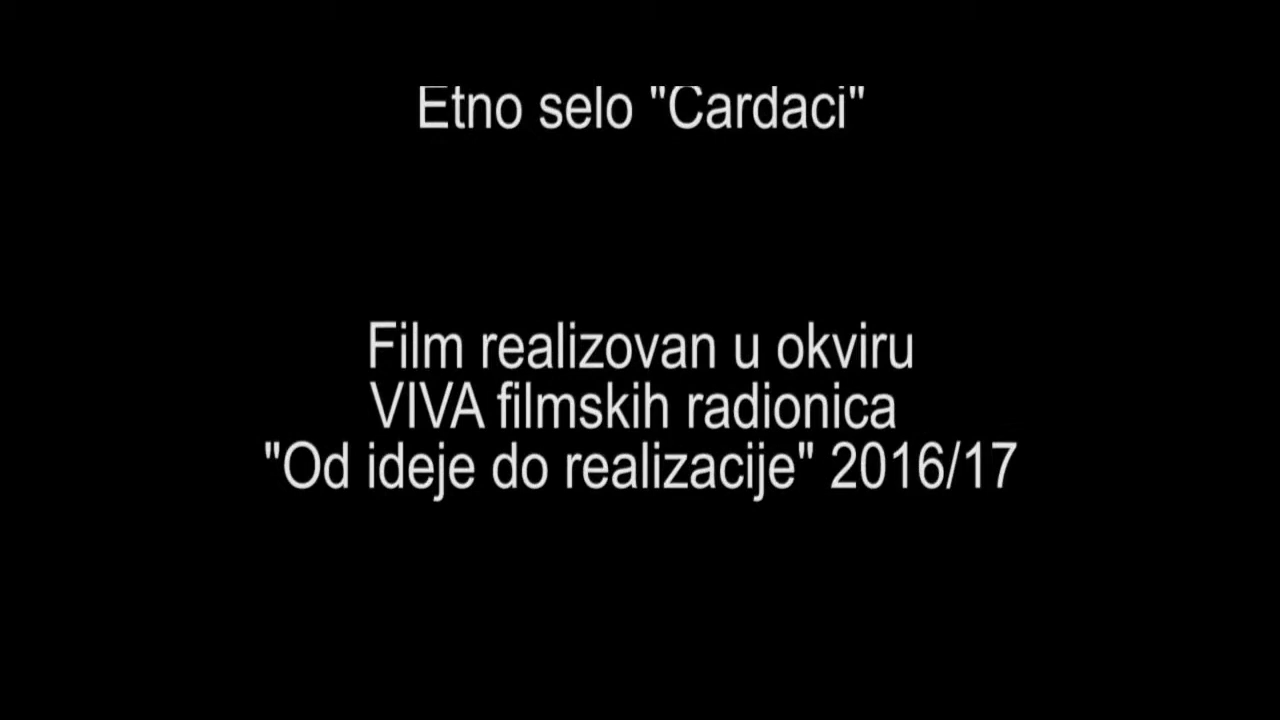 Etno selo "Cardaci"
Film realizovan u okviru
VIVA filmskih radionica
"Od ideje do realizacije" 2016/17